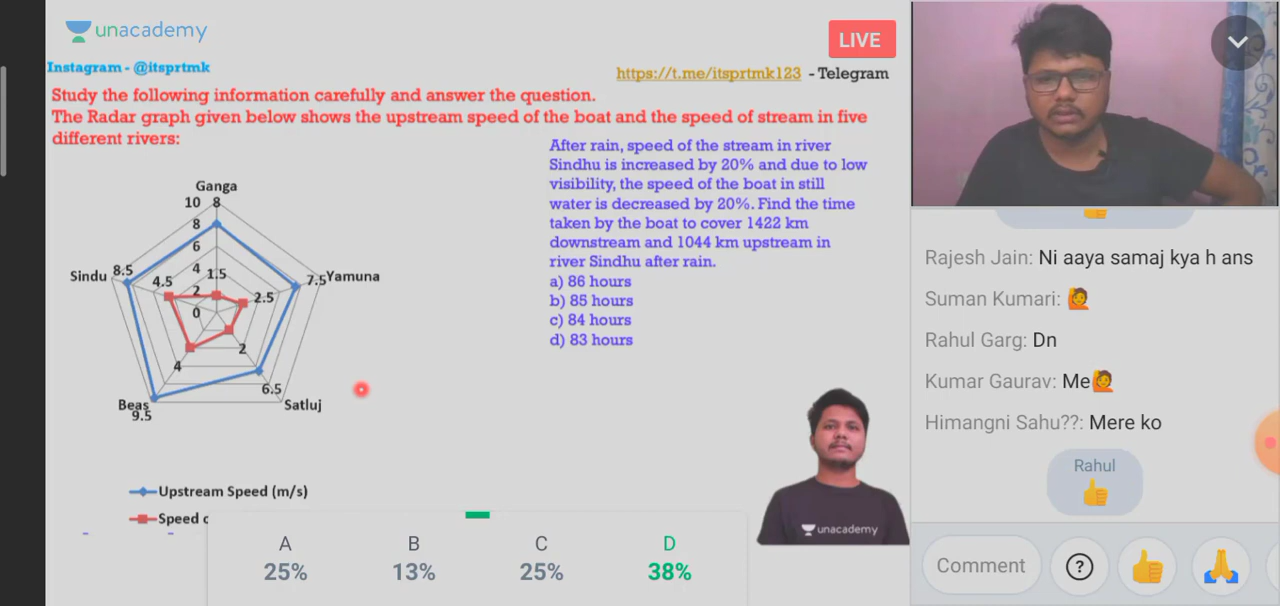 unacademy
LIVE
Instagram - @itsprtmk
https://t.me/itsprtmk123 - Telegram
Study the following information carefully and answer the question.
The Radar graph given below shows the upstream speed of the boat and the speed of stream in five
different rivers:
After rain, speed of the stream in river
Sindhu is increased by 20% and due to low
visibility, the speed of the boat in still
water is decreased by 20%. Find the time
taken by the boat to cover 1422 km
downstream and 1044 km upstream in
river Sindhu after rain.
a) 86 hours
b) 85 hours
c) 84 hours
d) 83 hours
Ganga
10 8
8
6
4 1.5
2
0
Sindu 8.5
4.5
7.5 Yamuna
2.5
2
4
6.5
Satluj
Beas
9.5
Upstream Speed (m/s)
Speed
A B C D
25% 13% 25% 38%
unacademy
Rajesh Jain: Ni aaya samaj kya h ans
Suman Kumari: 🙋
Rahul Garg: Dn
Kumar Gaurav: Me🙋
Himangni Sahu??: Mere ko
Rahul
👍
Comment
?